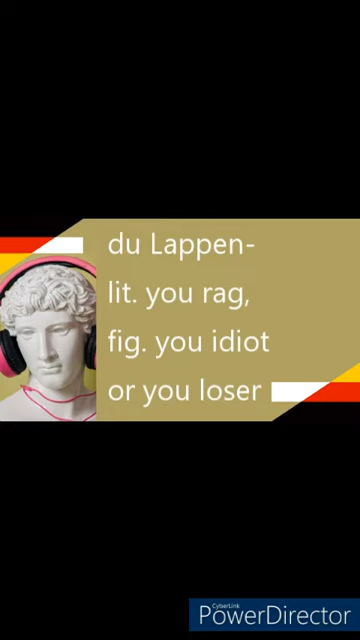 du Lappen-
lit. you rag,
fig. you idiot
or you loser
CyberLink
PowerDirector